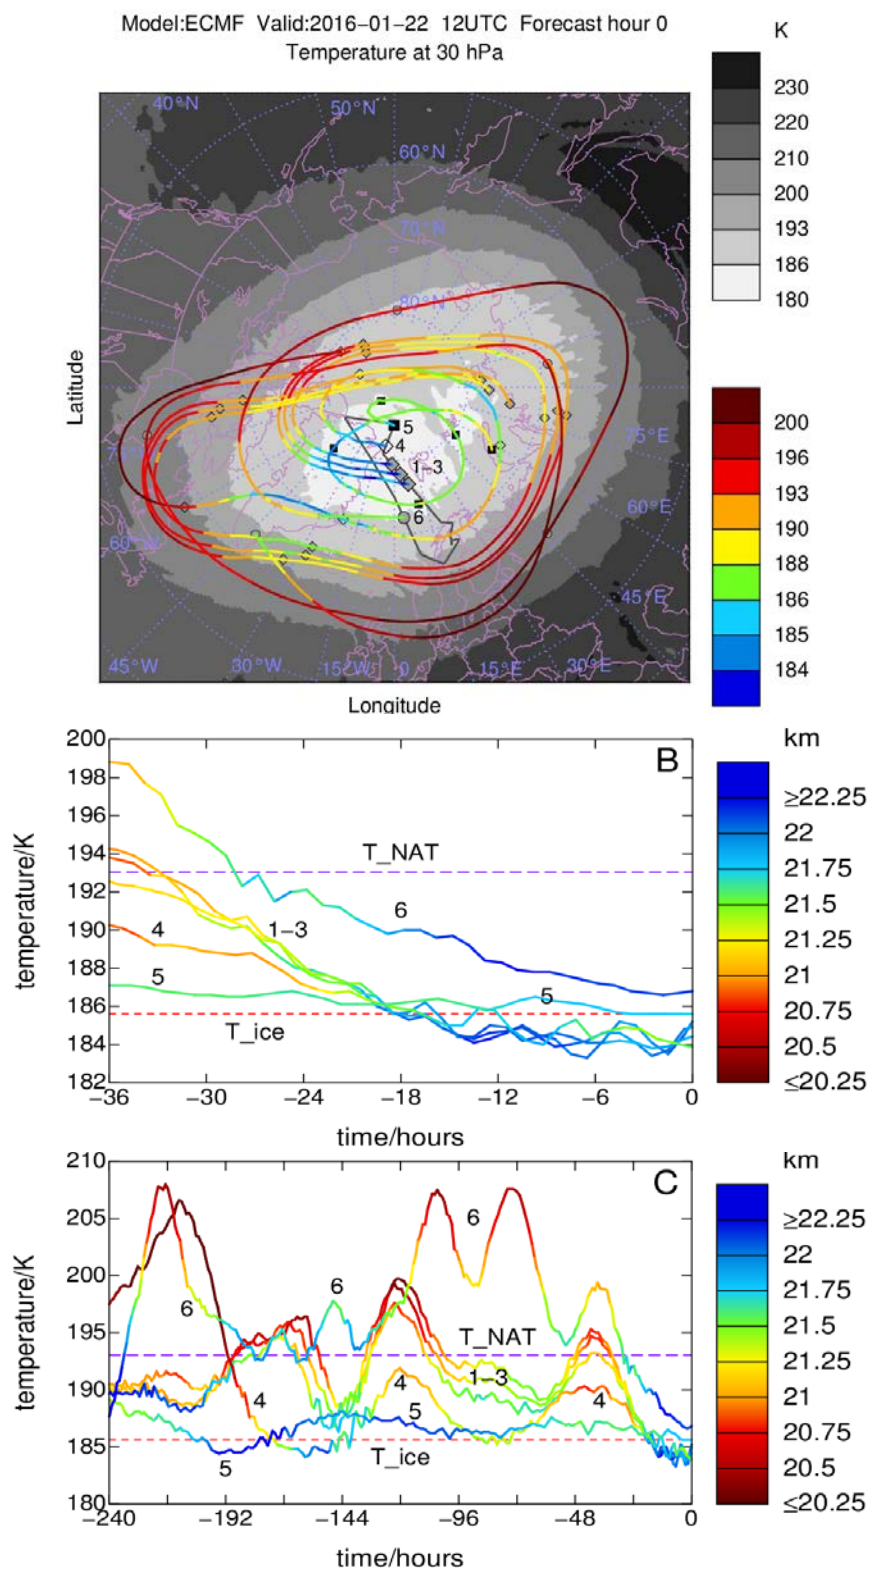 Model:ECMF Valid:2016−01−22 12UTC Forecast hour 0
Temperature at 30 hPa
K
230
220
210
200
193
186
180
40°N
50°N
60°N
70°N
80°N
75°E
60°E
45°E
30°E
15°E
0
15°W
30°W
45°W
60°W
5
4
1−3
6
Latitude
Longitude
200
196
193
190
188
186
185
184
B
200
198
196
194
192
190
188
186
184
182
temperature/K
T_NAT
6
1−3
4
5
5
T_ice
−36
−30
−24
−18
−12
−6
0
time/hours
km
≥22.25
22
21.75
21.5
21.25
21
20.75
20.5
≤20.25
C
210
205
200
195
190
185
180
temperature/K
6
6
6
T_NAT
1−3
4
4
4
5
5
T_ice
−240
−192
−144
−96
−48
0
time/hours
km
≥22.25
22
21.75
21.5
21.25
21
20.75
20.5
≤20.25